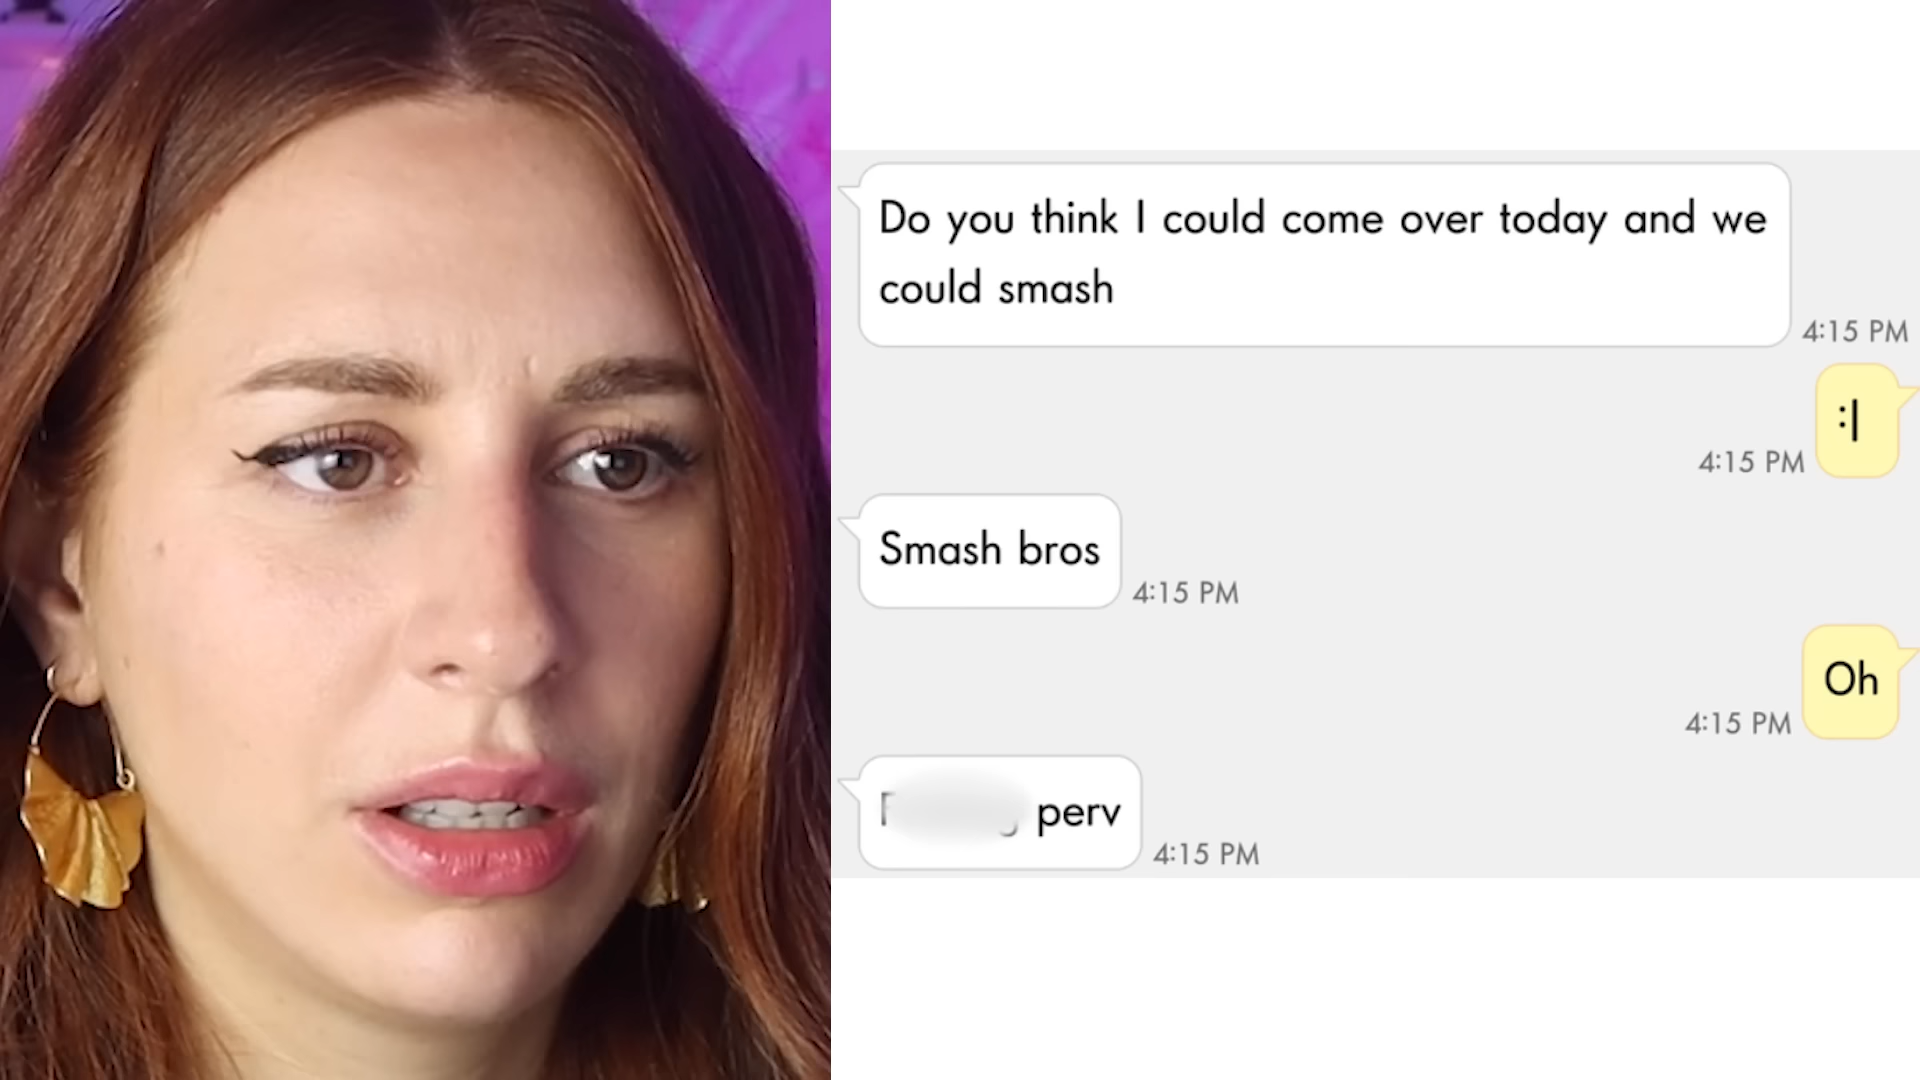 Do you think I could come over today and we
could smash
4:15 PM
:|
4:15 PM
Smash bros
4:15 PM
Oh
4:15 PM
perv
4:15 PM